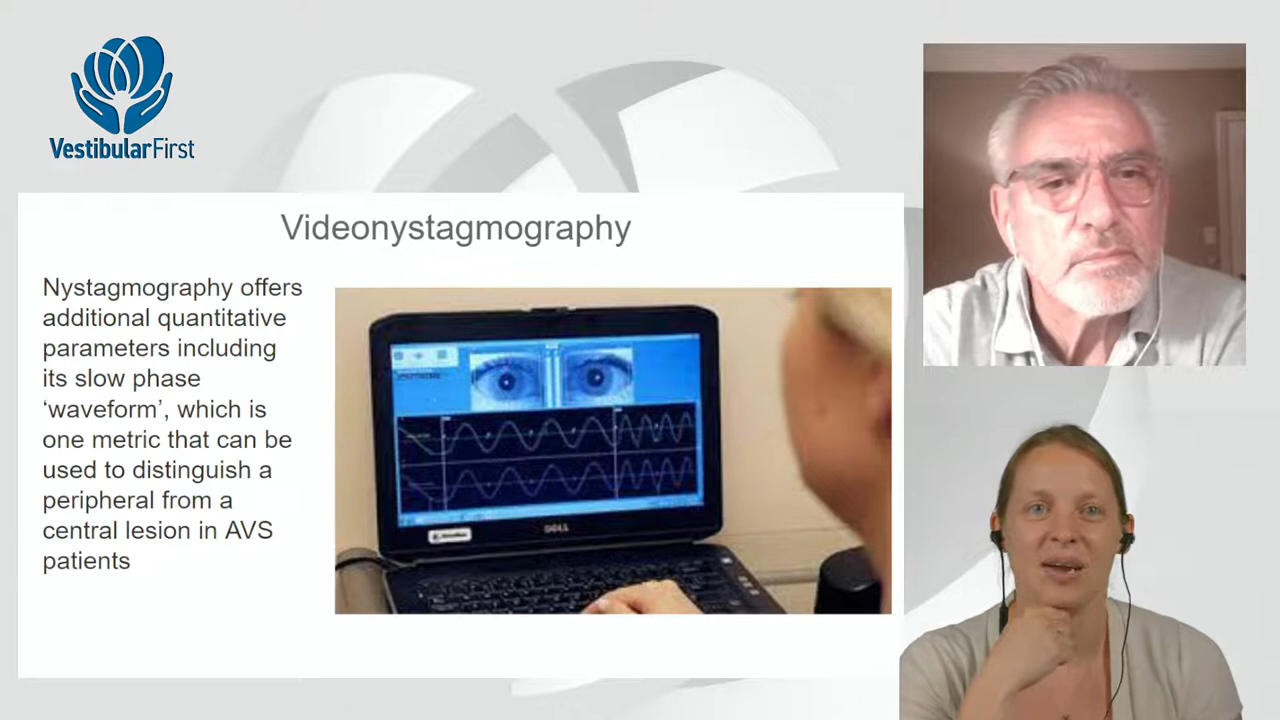 VestibularFirst
Videonystagmography
Nystagmography offers
additional quantitative
parameters including
its slow phase
‘waveform’, which is
one metric that can be
used to distinguish a
peripheral from a
central lesion in AVS
patients
DELL